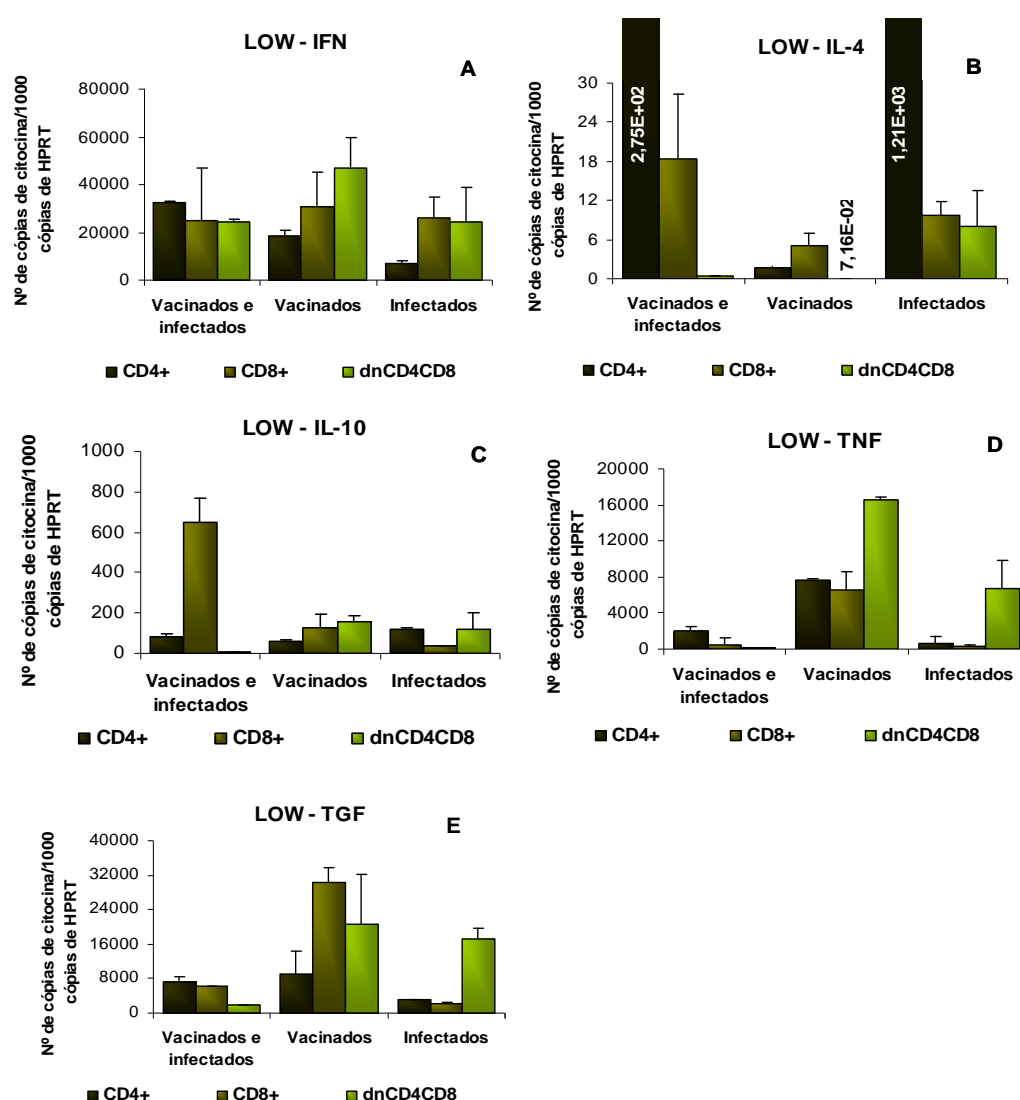 LOW - IFN
A
Nº de cópias de citocina/1000
cópias de HPRT
80000
60000
40000
20000
0
Vacinados e
infectados
Vacinados
Infectados
CD4+ CD8+ dnCD4CD8
LOW - IL-4
B
Nº de cópias de citocina/1000
cópias de HPRT
30
24
18
12
6
0
2,75E+02
7,16E-02
1,21E+03
Vacinados e
infectados
Vacinados
Infectados
CD4+ CD8+ dnCD4CD8
LOW - IL-10
C
Nº de cópias de citocina/1000
cópias de HPRT
1000
800
600
400
200
0
Vacinados e
infectados
Vacinados
Infectados
CD4+ CD8+ dnCD4CD8
LOW - TNF
D
Nº de cópias de citocina/1000
cópias de HPRT
20000
16000
12000
8000
4000
0
Vacinados e
infectados
Vacinados
Infectados
CD4+ CD8+ dnCD4CD8
LOW - TGF
E
Nº de cópias de citocina/1000
cópias de HPRT
40000
32000
24000
16000
8000
0
Vacinados e
infectados
Vacinados
Infectados
CD4+ CD8+ dnCD4CD8